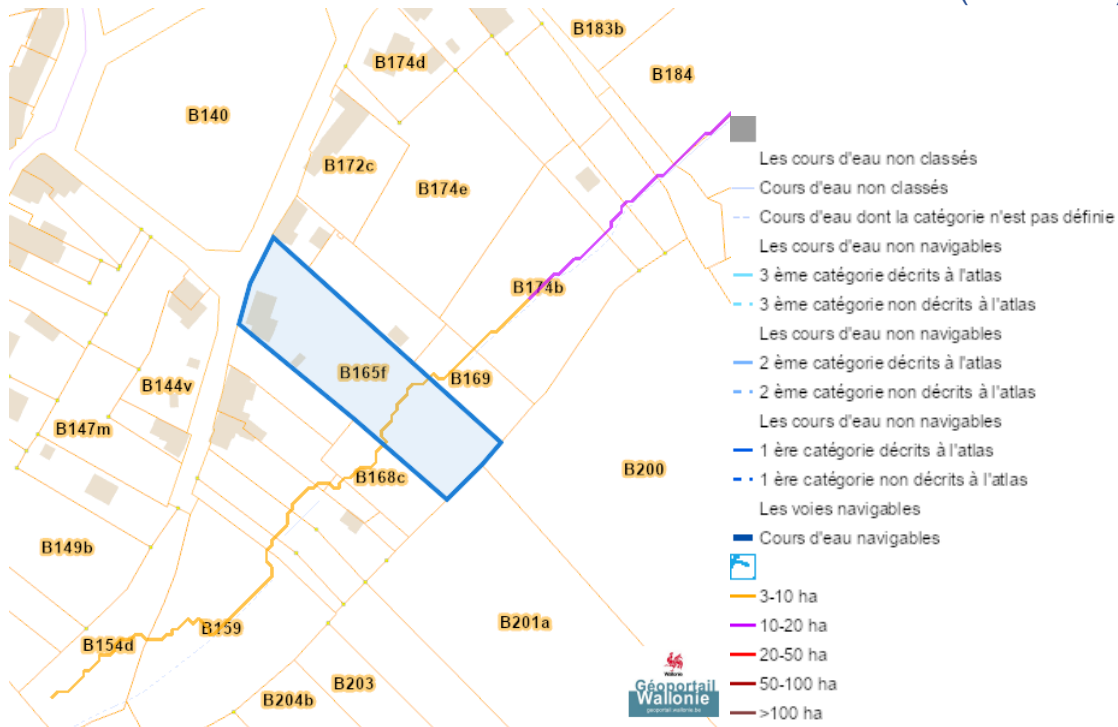 B183b
B174d
B184
B140
B172c
B174e
B174b
B165f
B169
B144v
B147m
B200
B168c
B149b
B159
B154d
B201a
B203
B204b
Wallonie
Géoportail
Wallonie
geoportail.wallonie.be
Les cours d'eau non classés
Cours d'eau non classés
Cours d'eau dont la catégorie n'est pas définie
Les cours d'eau non navigables
3 ème catégorie décrits à l'atlas
3 ème catégorie non décrits à l'atlas
Les cours d'eau non navigables
2 ème catégorie décrits à l'atlas
2 ème catégorie non décrits à l'atlas
Les cours d'eau non navigables
1 ère catégorie décrits à l'atlas
1 ère catégorie non décrits à l'atlas
Les voies navigables
Cours d'eau navigables
3-10 ha
10-20 ha
20-50 ha
50-100 ha
>100 ha